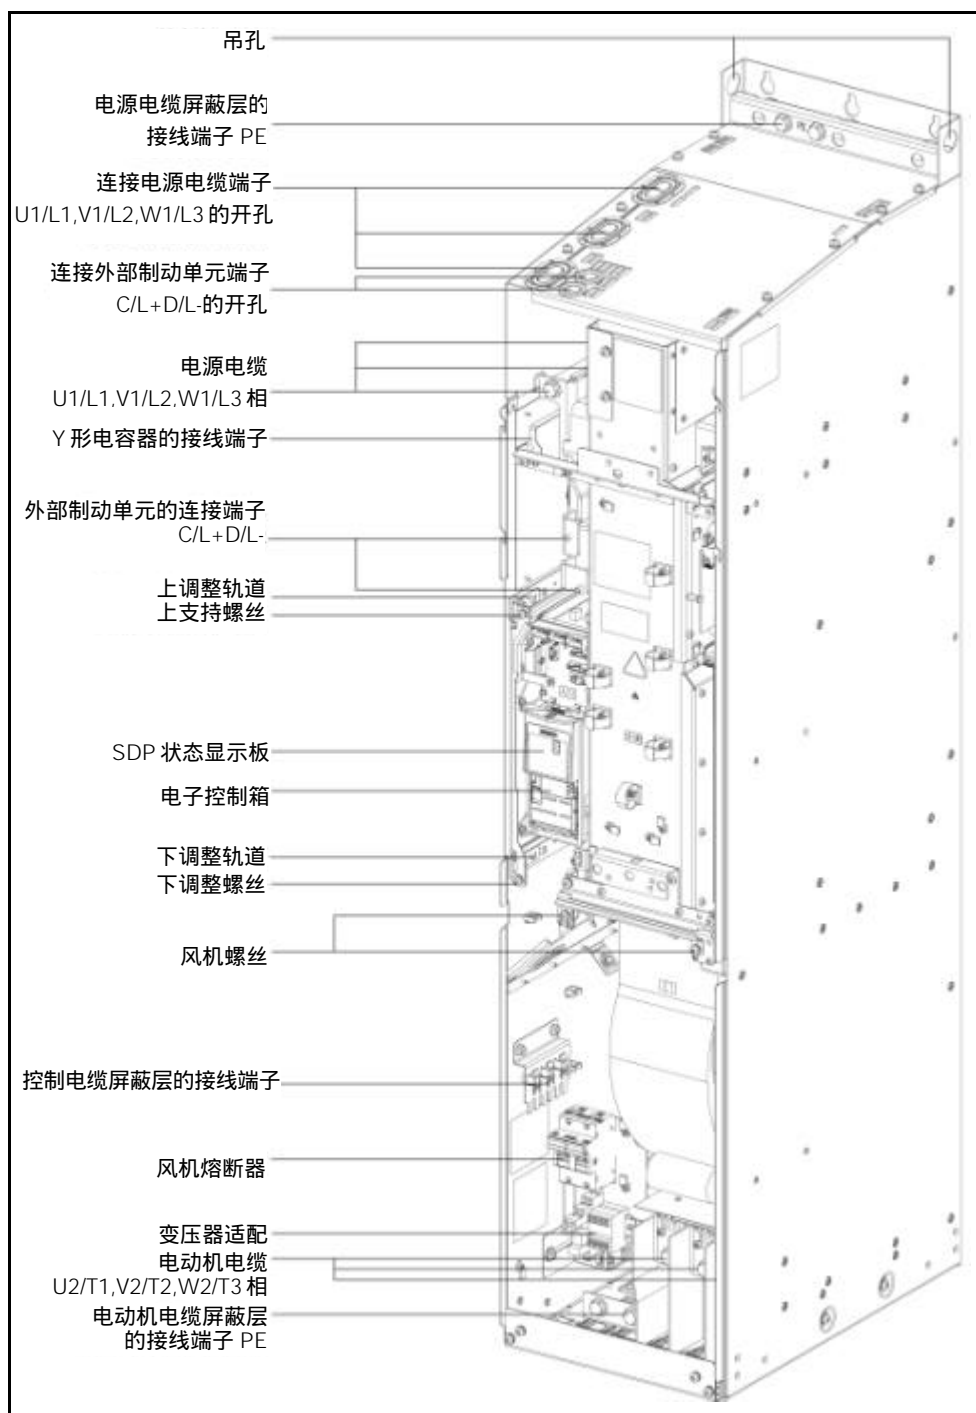 吊孔
电源电缆屏蔽层的
接线端子 PE
连接电源电缆端子
U1/L1,V1/L2,W1/L3 的开孔
连接外部制动单元端子
C/L+D/L-的开孔
电源电缆
U1/L1,V1/L2,W1/L3 相
Y 形电容器的接线端子
外部制动单元的连接端子
C/L+D/L-
上调整轨道
上支持螺丝
SDP 状态显示板
电子控制箱
下调整轨道
下调整螺丝
风机螺丝
控制电缆屏蔽层的接线端子
风机熔断器
变压器适配
电动机电缆
U2/T1,V2/T2,W2/T3 相
电动机电缆屏蔽层
的接线端子 PE